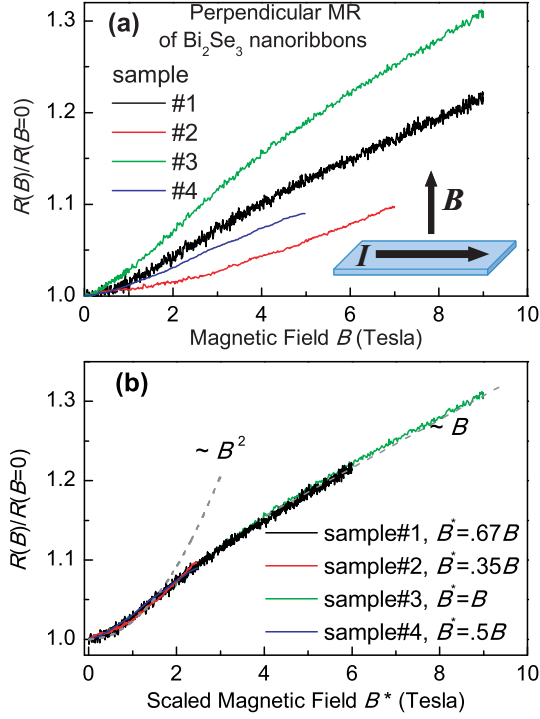 (a)
Perpendicular MR
of Bi₂Se₃ nanoribbons
sample
#1
#2
#3
#4
R(B)/R(B=0)
1.3
1.2
1.1
1.0
B
I
0 2 4 6 8 10
Magnetic Field B (Tesla)
(b)
~ B²
~ B
R(B)/R(B=0)
1.3
1.2
1.1
1.0
sample#1, B*=.67B
sample#2, B*=.35B
sample#3, B*=B
sample#4, B*=.5B
0 2 4 6 8 10
Scaled Magnetic Field B* (Tesla)